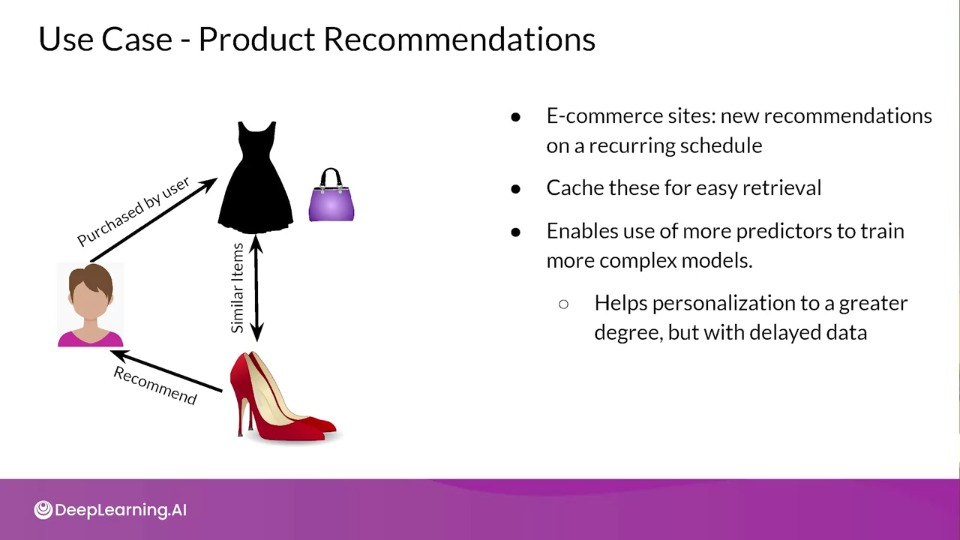 Use Case - Product Recommendations
Purchased by user
Similar Items
Recommend
● E-commerce sites: new recommendations
on a recurring schedule
● Cache these for easy retrieval
● Enables use of more predictors to train
more complex models.
○ Helps personalization to a greater
degree, but with delayed data
DeepLearning.AI